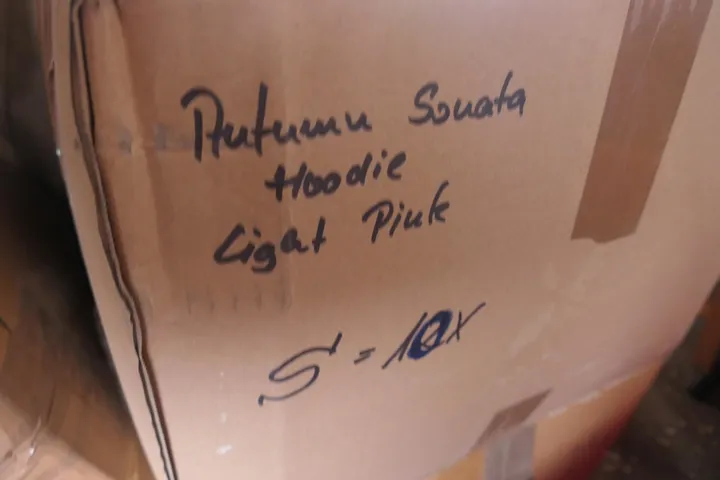 Autumn Sonata
Hoodie
Light Pink
S = 10x